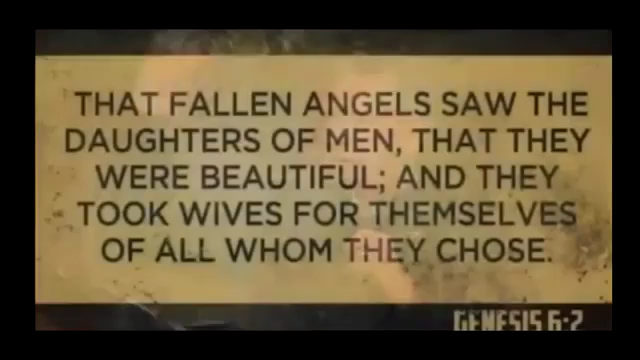 THAT FALLEN ANGELS SAW THE
DAUGHTERS OF MEN, THAT THEY
WERE BEAUTIFUL; AND THEY
TOOK WIVES FOR THEMSELVES
OF ALL WHOM THEY CHOSE.
GENESIS 6:2